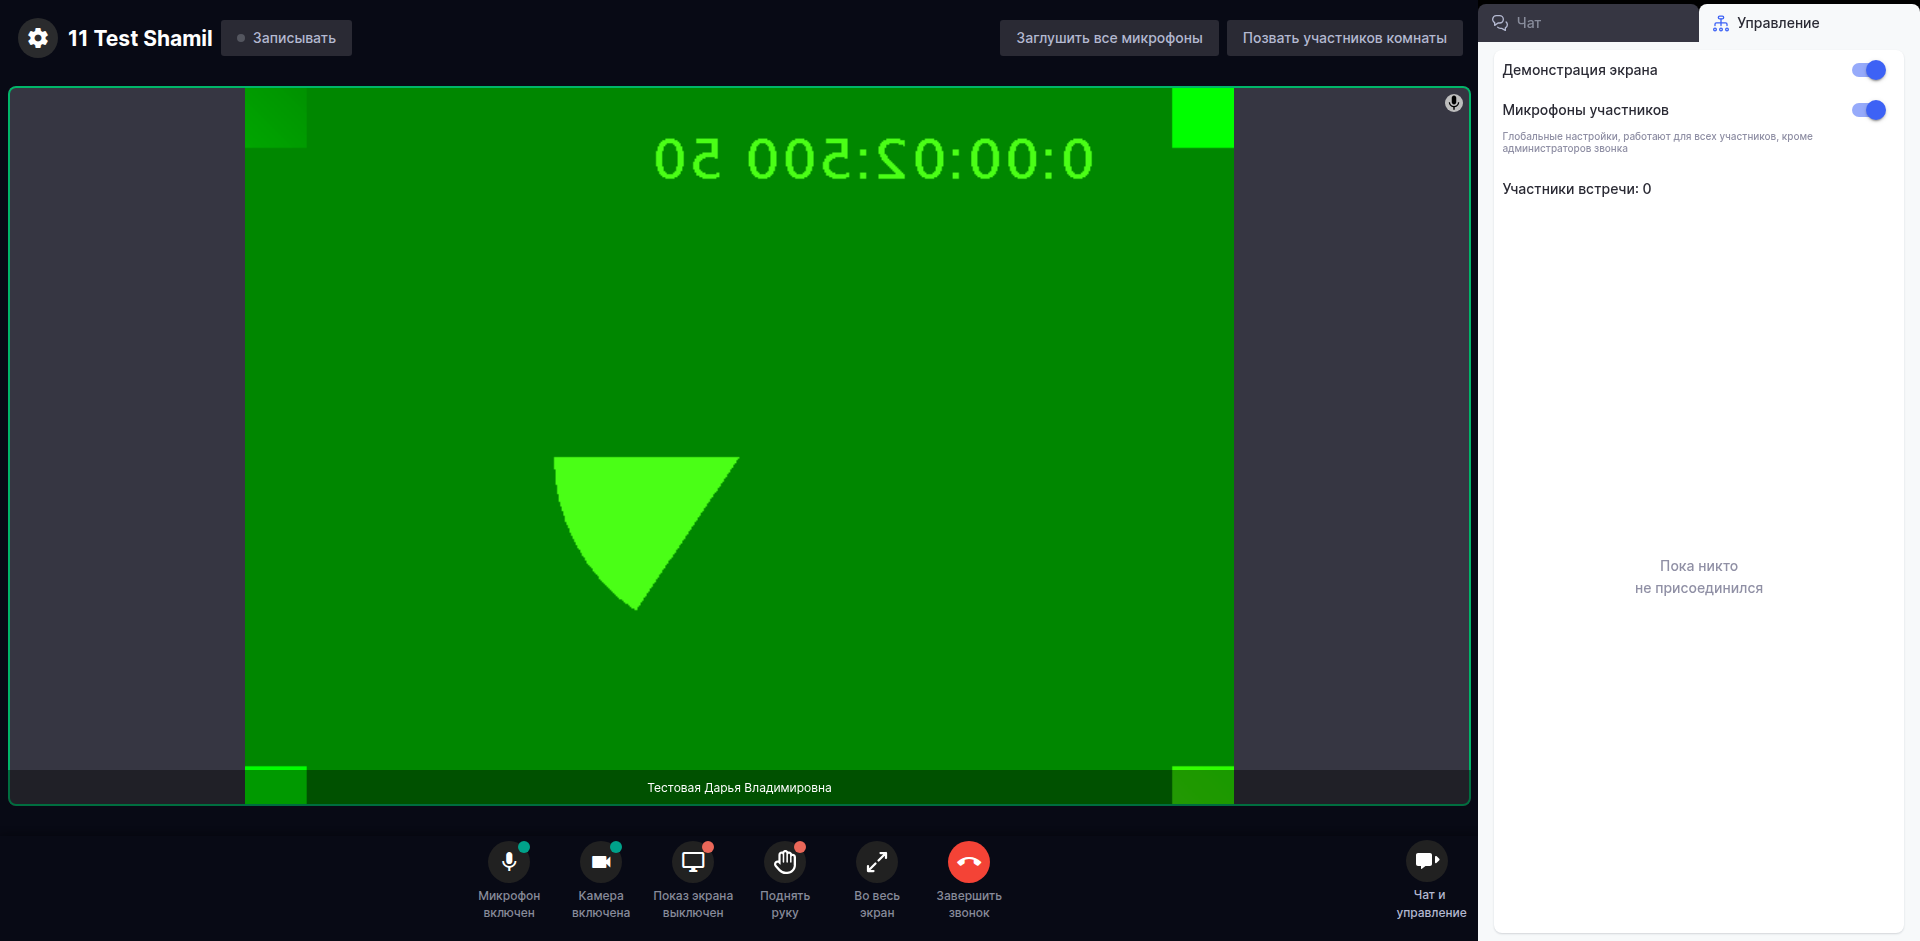 11 Test Shamil
Записывать
Заглушить все микрофоны
Позвать участников комнаты
Чат
Управление
Демонстрация экрана
Микрофоны участников
Глобальные настройки, работают для всех участников, кроме
администраторов звонка
Участники встречи: 0
Пока никто
не присоединился
0:00:02:500 50
Тестовая Дарья Владимировна
Микрофон
включен
Камера
включена
Показ экрана
выключен
Поднять
руку
Во весь
экран
Завершить
звонок
Чат и
управление